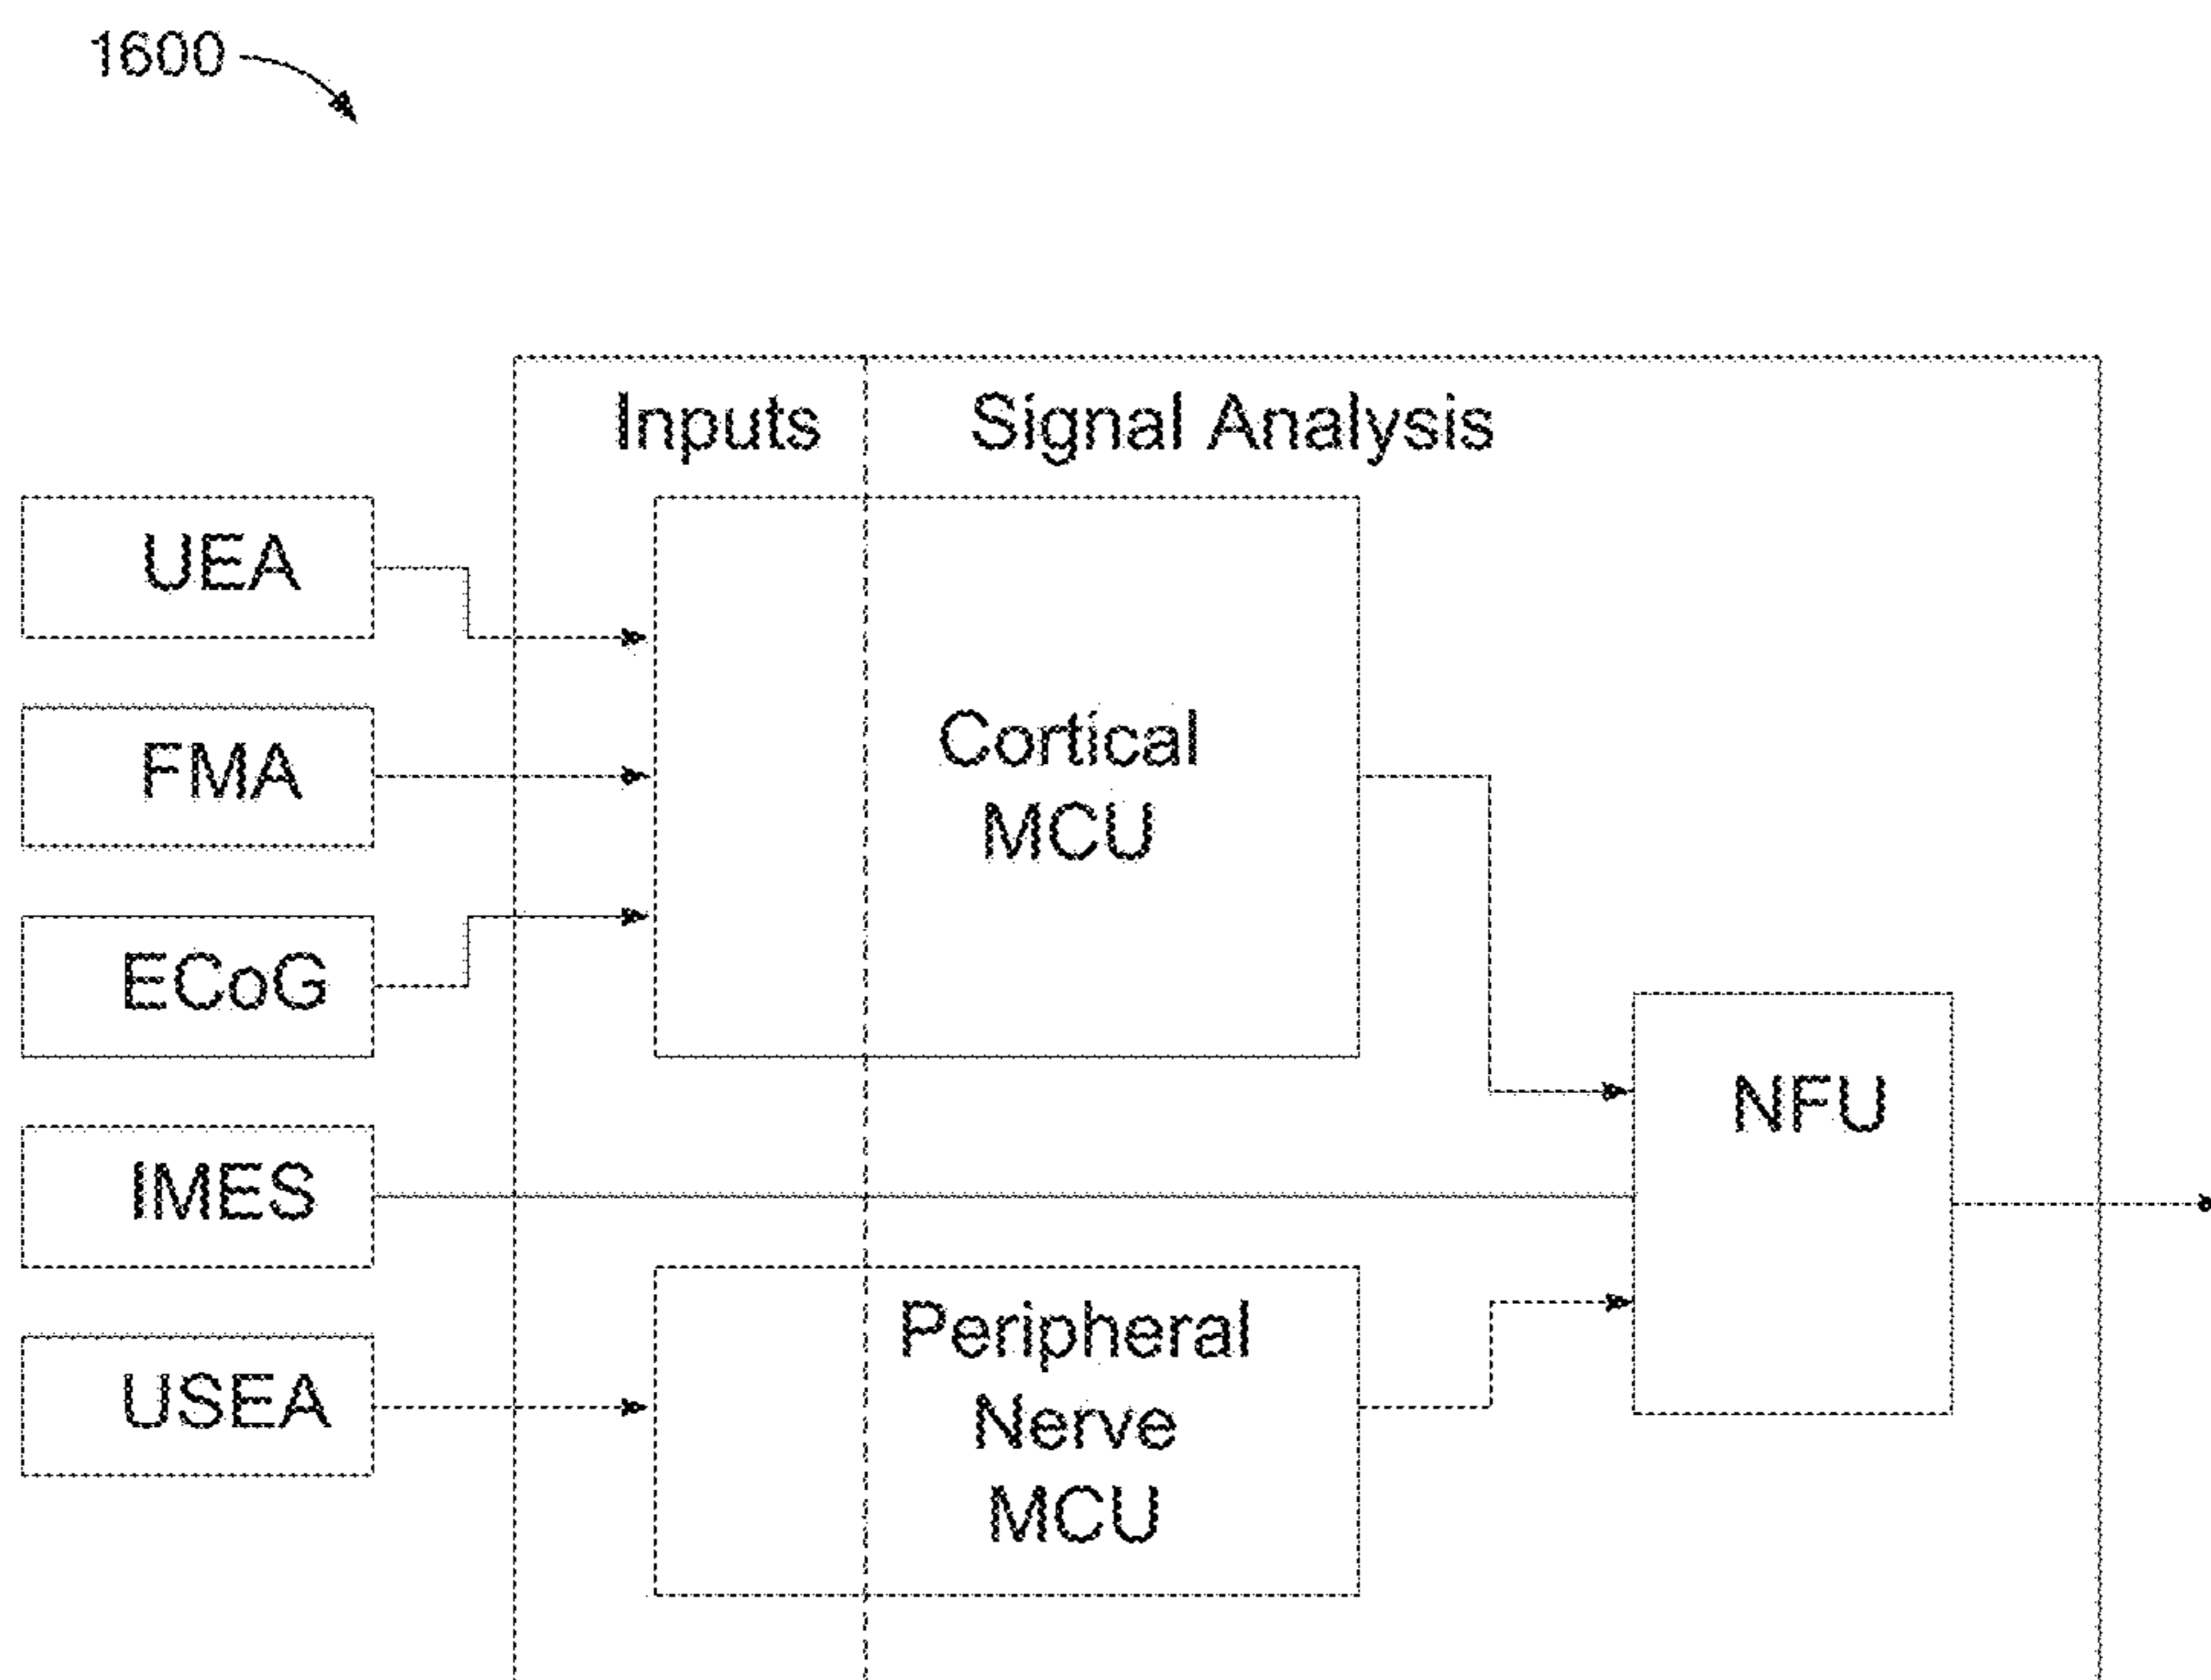 1600
Inputs
Signal Analysis
UEA
FMA
ECoG
IMES
USEA
Cortical
MCU
Peripheral
Nerve
MCU
NFU